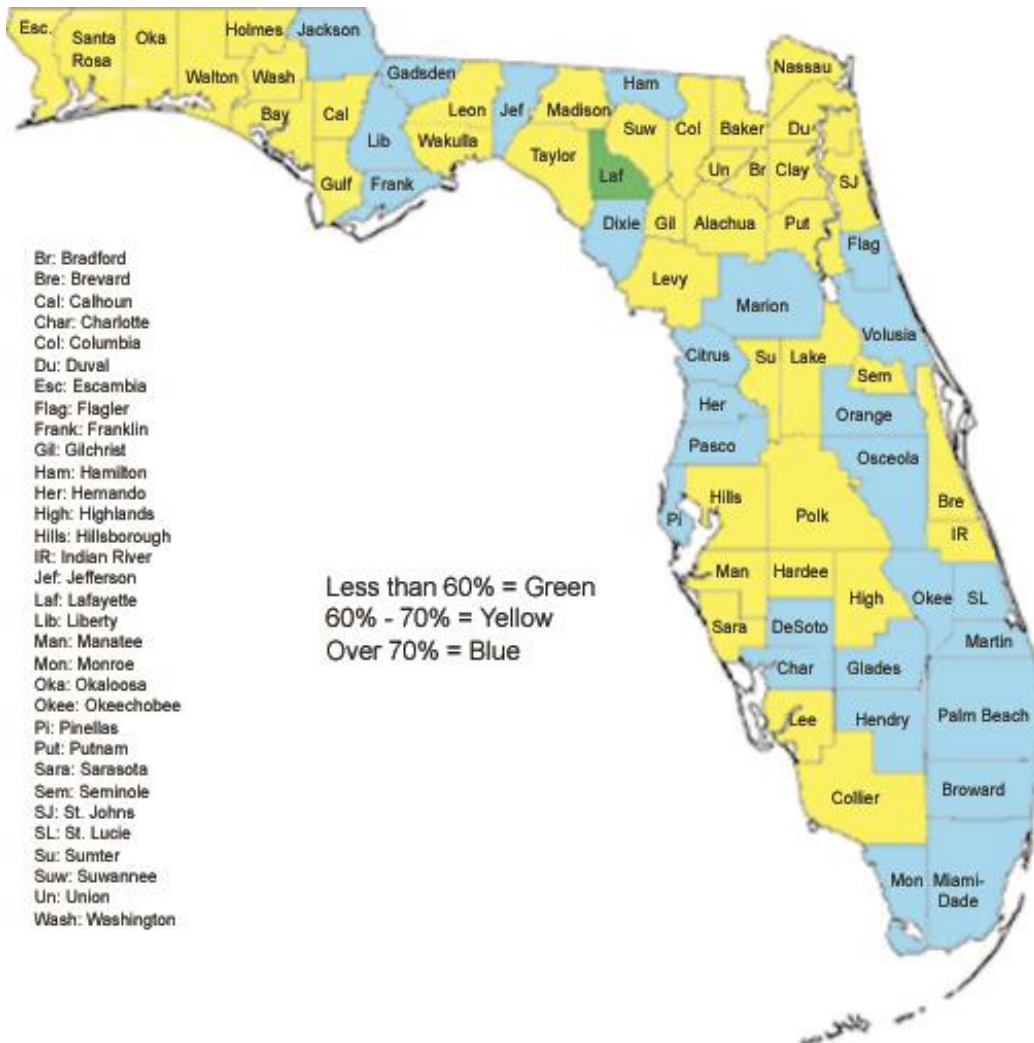 Esc.
Santa
Rosa
Oka
Walton
Holmes
Wash
Jackson
Bay
Cal
Gulf
Gadsden
Lib
Frank
Leon
Wakulla
Jef
Madison
Taylor
Ham
Suw
Laf
Dixie
Col
Baker
Nassau
Du
Un
Br
Clay
SJ
Gil
Alachua
Put
Flag
Levy
Marion
Volusia
Citrus
Su
Lake
Sem
Her
Orange
Pasco
Osceola
Hills
Pi
Polk
Bre
IR
Man
Hardee
High
Okee
SL
Sara
DeSoto
Martin
Char
Glades
Lee
Hendry
Palm Beach
Collier
Broward
Mon
Miami-
Dade
Br: Bradford
Bre: Brevard
Cal: Calhoun
Char: Charlotte
Col: Columbia
Du: Duval
Esc: Escambia
Flag: Flagler
Frank: Franklin
Gil: Gilchrist
Ham: Hamilton
Her: Hernando
High: Highlands
Hills: Hillsborough
IR: Indian River
Jef: Jefferson
Laf: Lafayette
Lib: Liberty
Man: Manatee
Mon: Monroe
Oka: Okaloosa
Okee: Okeechobee
Pi: Pinellas
Put: Putnam
Sara: Sarasota
Sem: Seminole
SJ: St. Johns
SL: St. Lucie
Su: Sumter
Suw: Suwannee
Un: Union
Wash: Washington
Less than 60% = Green
60% - 70% = Yellow
Over 70% = Blue